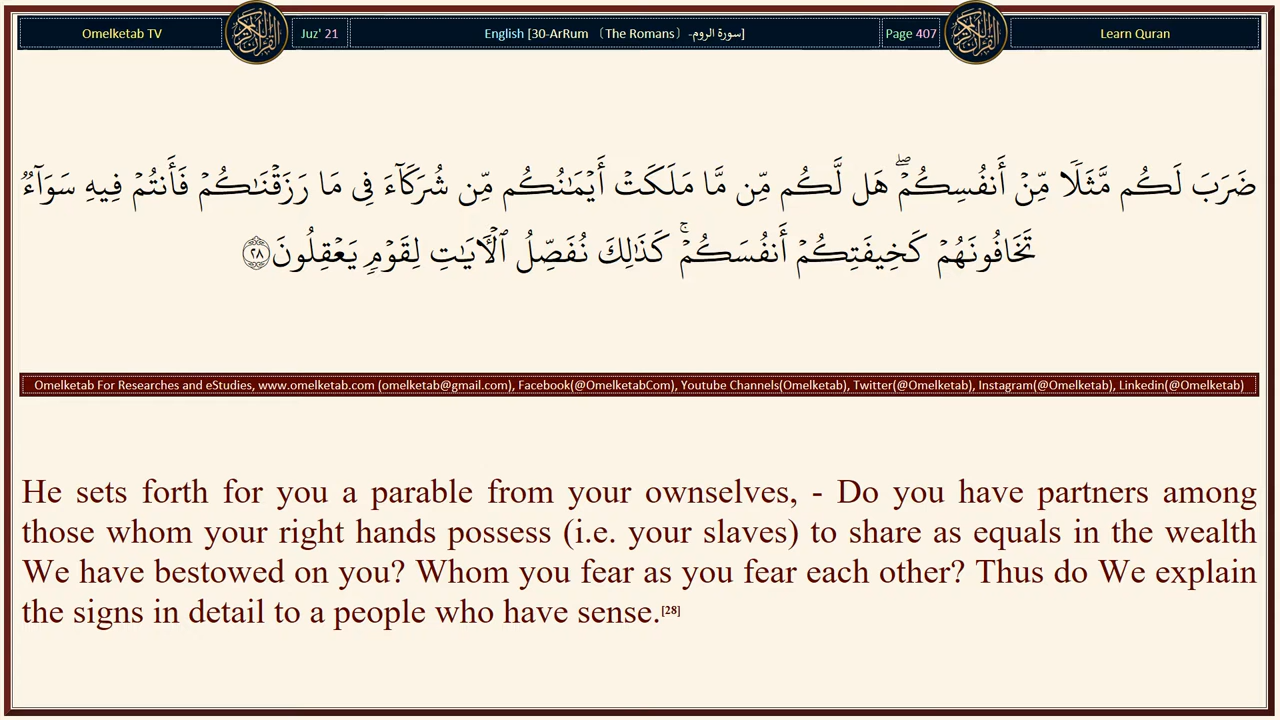 Omelketab TV
Juz' 21
English [30-ArRum 〔The Romans〕-سورة الروم]
Page 407
Learn Quran
ضَرَبَ لَكُم مَّثَلٗا مِّنۡ أَنفُسِكُمۡۖ هَل لَّكُم مِّن مَّا مَلَكَتۡ أَيۡمَٰنُكُم مِّن شُرَكَآءَ فِي مَا رَزَقۡنَٰكُمۡ فَأَنتُمۡ فِيهِ سَوَآءٞ
تَخَافُونَهُمۡ كَخِيفَتِكُمۡ أَنفُسَكُمۡۚ كَذَٰلِكَ نُفَصِّلُ ٱلۡأٓيَٰتِ لِقَوۡمٖ يَعۡقِلُونَ ٢٨
Omelketab For Researches and eStudies, www.omelketab.com (omelketab@gmail.com), Facebook(@OmelketabCom), Youtube Channels(Omelketab), Twitter(@Omelketab), Instagram(@Omelketab), Linkedin(@Omelketab)
He sets forth for you a parable from your ownselves, - Do you have partners among
those whom your right hands possess (i.e. your slaves) to share as equals in the wealth
We have bestowed on you? Whom you fear as you fear each other? Thus do We explain
the signs in detail to a people who have sense.[28]